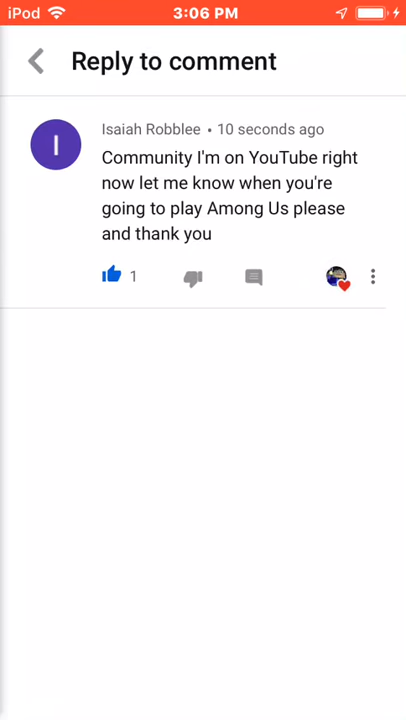 iPod 3:06 PM
Reply to comment
I
Isaiah Robblee • 10 seconds ago
Community I'm on YouTube right
now let me know when you're
going to play Among Us please
and thank you
1